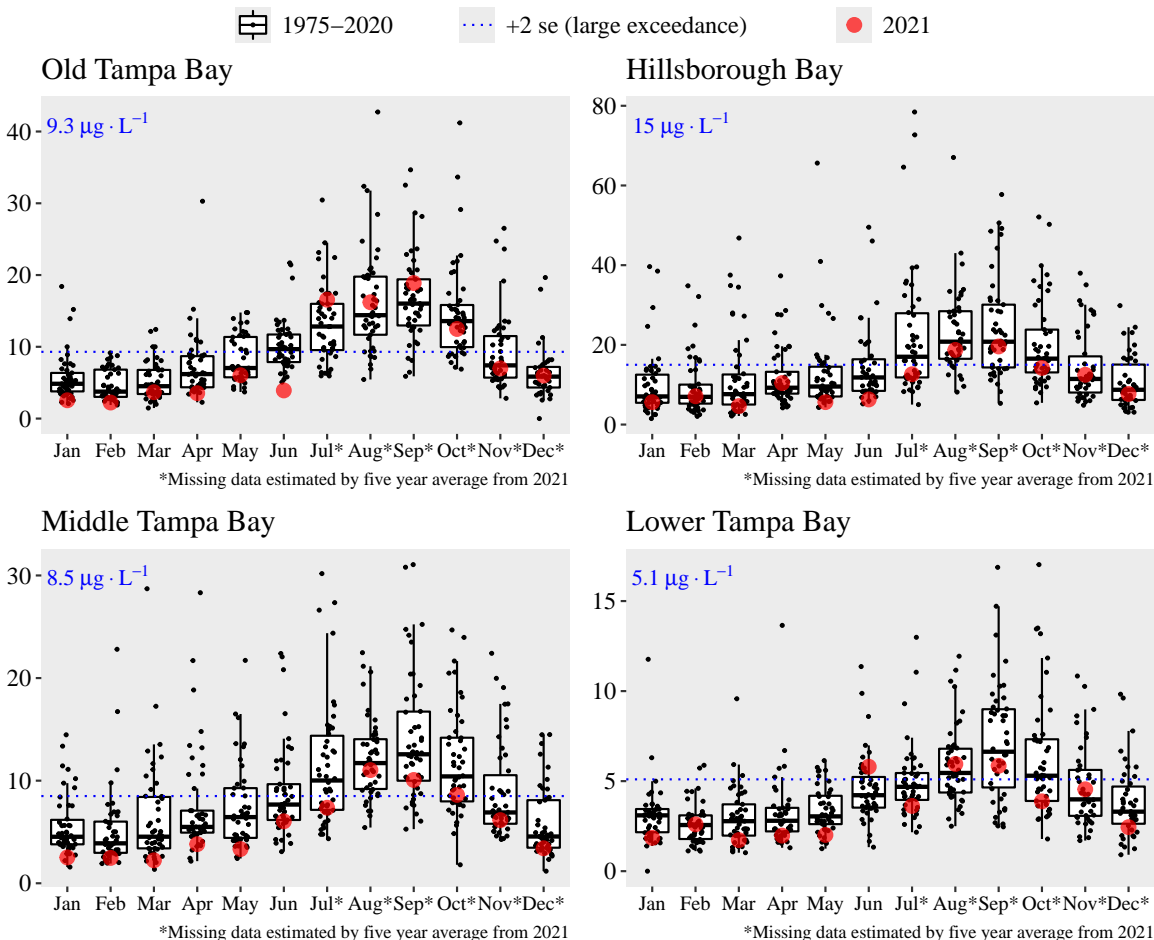 1975−2020 +2 se (large exceedance) 2021
Old Tampa Bay
9.3 μg · L⁻¹
40
30
20
10
0
Jan Feb Mar Apr May Jun Jul* Aug* Sep* Oct* Nov* Dec*
*Missing data estimated by five year average from 2021
Hillsborough Bay
15 μg · L⁻¹
80
60
40
20
0
Jan Feb Mar Apr May Jun Jul* Aug* Sep* Oct* Nov* Dec*
*Missing data estimated by five year average from 2021
Middle Tampa Bay
8.5 μg · L⁻¹
30
20
10
0
Jan Feb Mar Apr May Jun Jul* Aug* Sep* Oct* Nov* Dec*
*Missing data estimated by five year average from 2021
Lower Tampa Bay
5.1 μg · L⁻¹
15
10
5
0
Jan Feb Mar Apr May Jun Jul* Aug* Sep* Oct* Nov* Dec*
*Missing data estimated by five year average from 2021